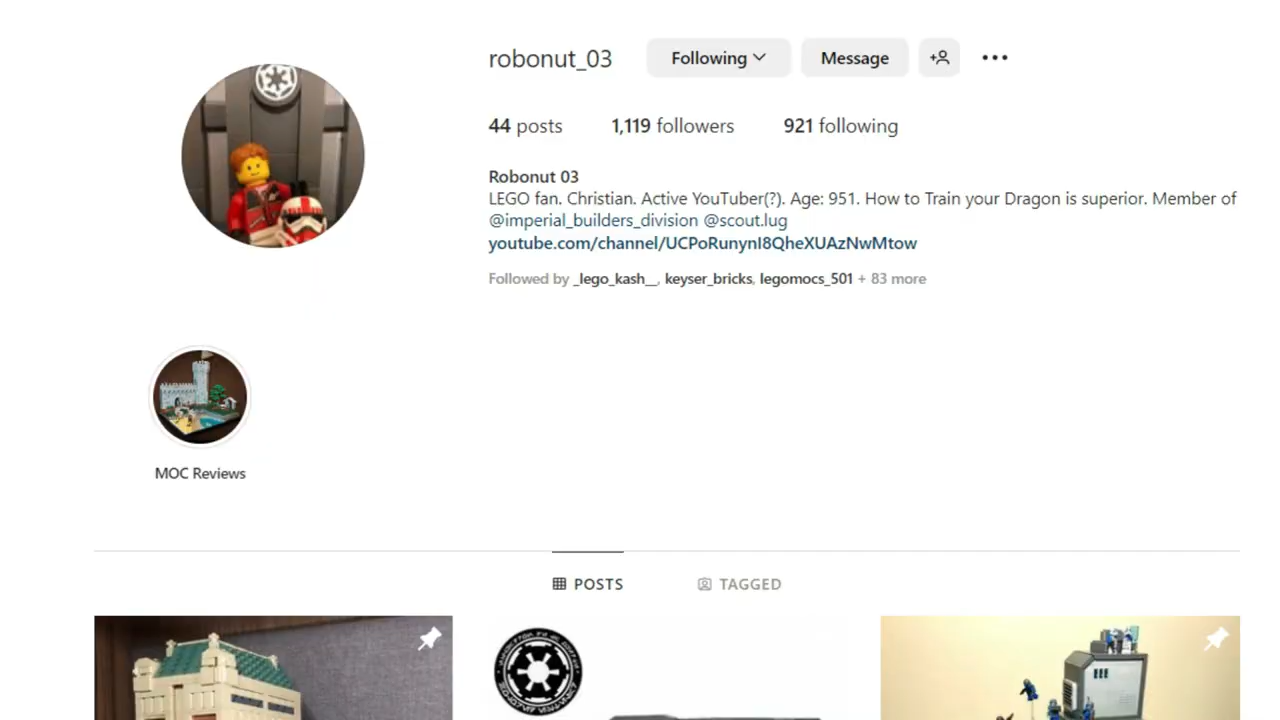 robonut_03
Following
Message
44 posts
1,119 followers
921 following
Robonut 03
LEGO fan. Christian. Active YouTuber(?). Age: 951. How to Train your Dragon is superior. Member of
@imperial_builders_division @scout.lug
youtube.com/channel/UCPoRunynI8QheXUAzNwMtow
Followed by _lego_kash__, keyser_bricks, legomocs_501 + 83 more
MOC Reviews
POSTS
TAGGED